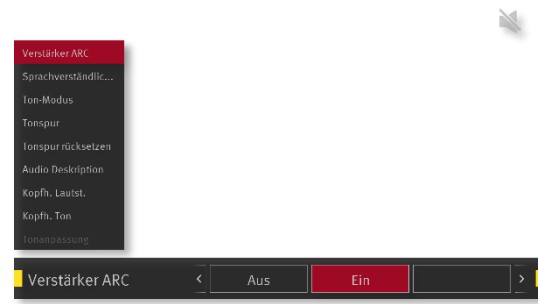 Verstärker ARC
Sprachverständlic...
Ton-Modus
Tonspur
Tonspur rücksetzen
Audio Deskription
Kopfh. Lautst.
Kopfh. Ton
Tonanpassung
Verstärker ARC < Aus Ein >